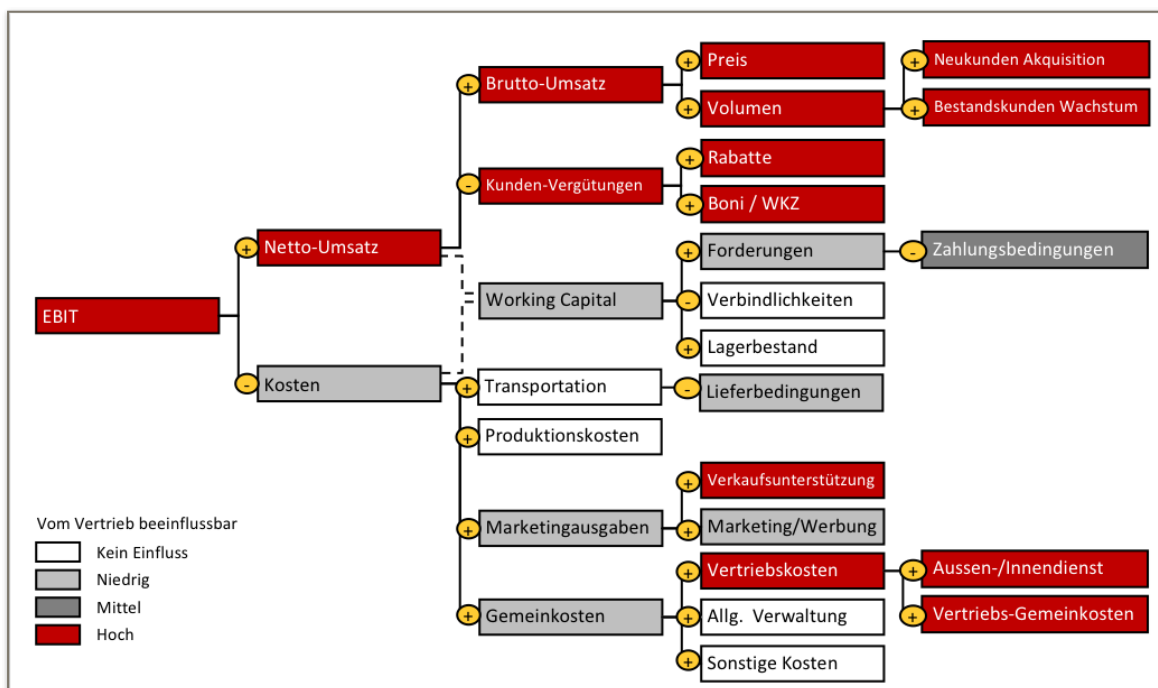 Neukunden Akquisition
Preis
Brutto-Umsatz
Volumen
Bestandskunden Wachstum
Rabatte
Kunden-Vergütungen
Boni / WKZ
Netto-Umsatz
Forderungen
Zahlungsbedingungen
Working Capital
Verbindlichkeiten
EBIT
Lagerbestand
Kosten
Transportation
Lieferbedingungen
Produktionskosten
Verkaufsunterstützung
Marketingausgaben
Marketing/Werbung
Vertriebskosten
Aussen-/Innendienst
Gemeinkosten
Allg. Verwaltung
Vertriebs-Gemeinkosten
Sonstige Kosten
Vom Vertrieb beeinflussbar
Kein Einfluss
Niedrig
Mittel
Hoch